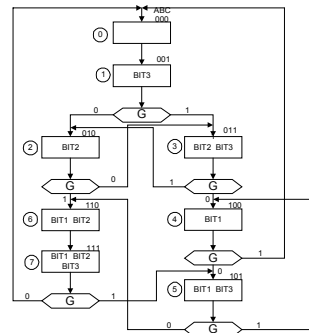 ABC
000
0
001
1
BIT3
0 G 1
010 011
2 BIT2 3 BIT2 BIT3
G 0 1 G
1 110 0 100
6 BIT1 BIT2 4 BIT1
111 G 1
7 BIT1 BIT2
BIT3
0 101
5 BIT1 BIT3
0 G 1
0 G 1